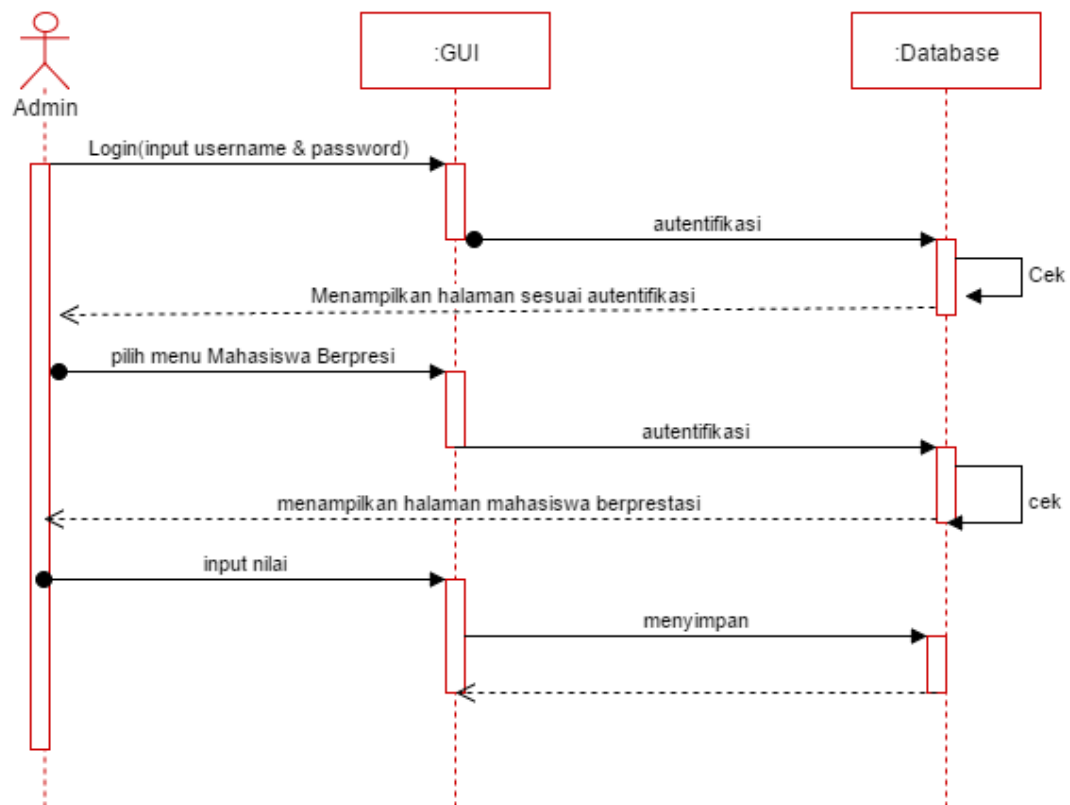 :GUI
:Database
Admin
Login(input username & password)
autentifikasi
Cek
Menampilkan halaman sesuai autentifikasi
pilih menu Mahasiswa Berpresi
autentifikasi
menampilkan halaman mahasiswa berprestasi
cek
input nilai
menyimpan